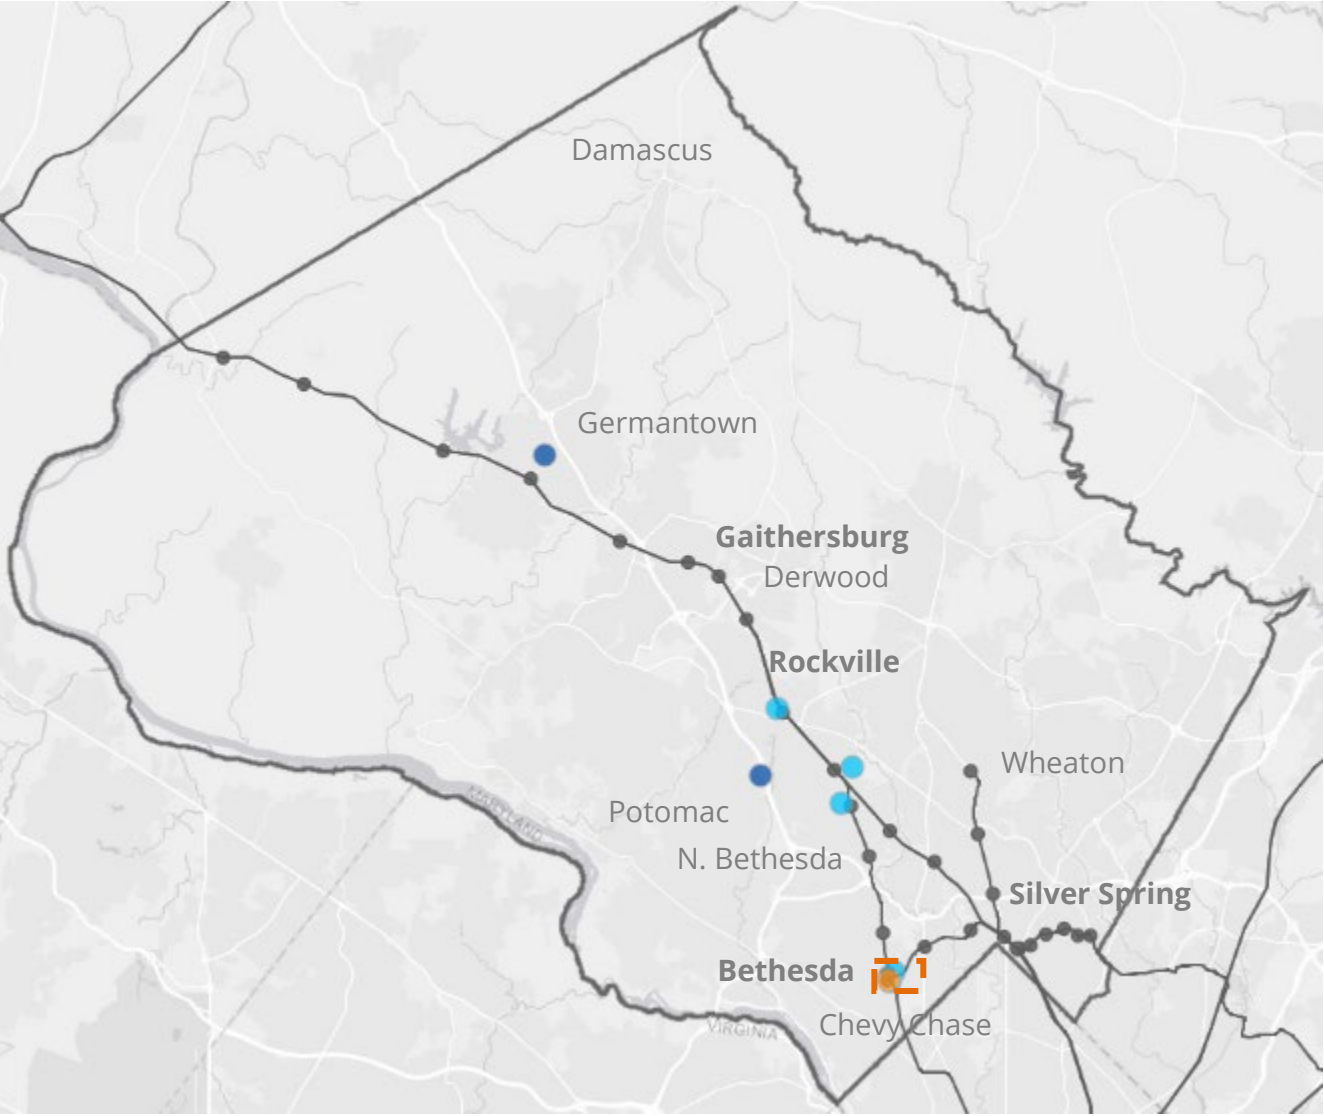 Damascus
Germantown
Gaithersburg
Derwood
Rockville
Wheaton
MARYLAND
Potomac
N. Bethesda
Silver Spring
Bethesda
Chevy Chase
VIRGINIA